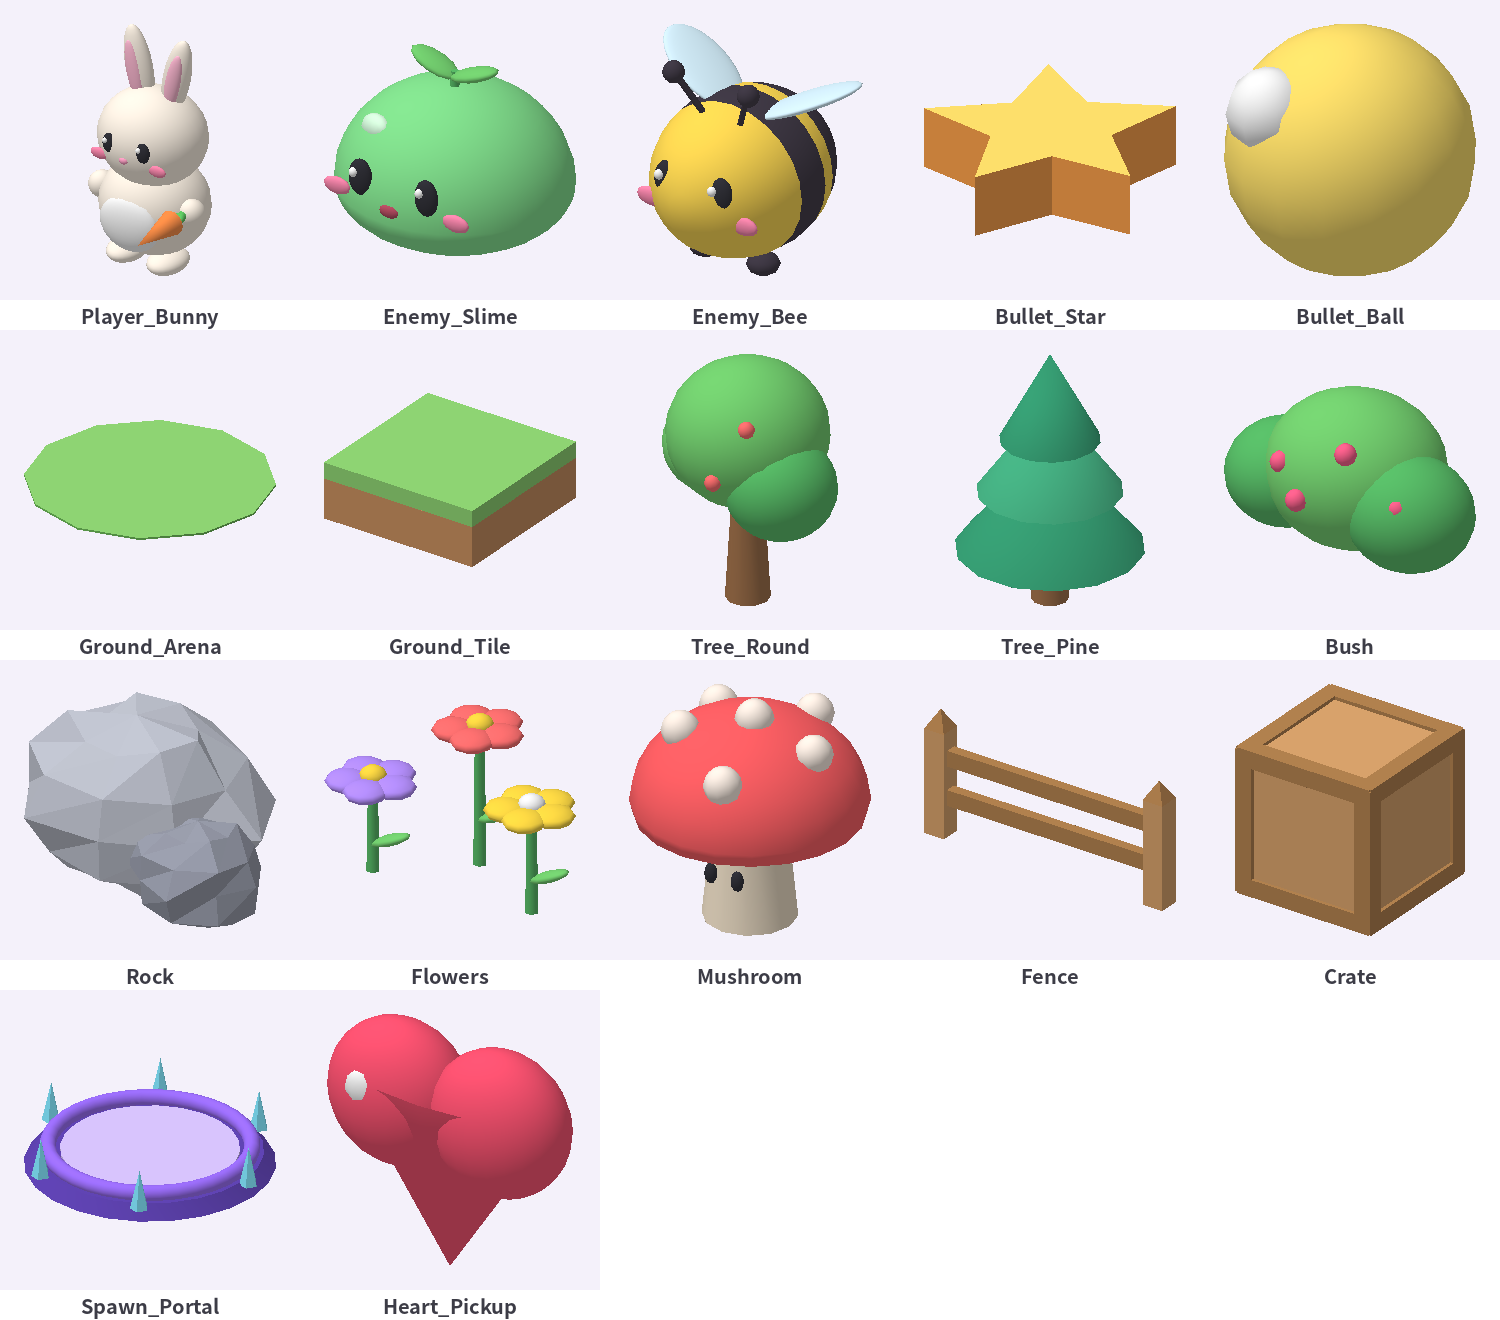 Player_Bunny
Enemy_Slime
Enemy_Bee
Bullet_Star
Bullet_Ball
Ground_Arena
Ground_Tile
Tree_Round
Tree_Pine
Bush
Rock
Flowers
Mushroom
Fence
Crate
Spawn_Portal
Heart_Pickup